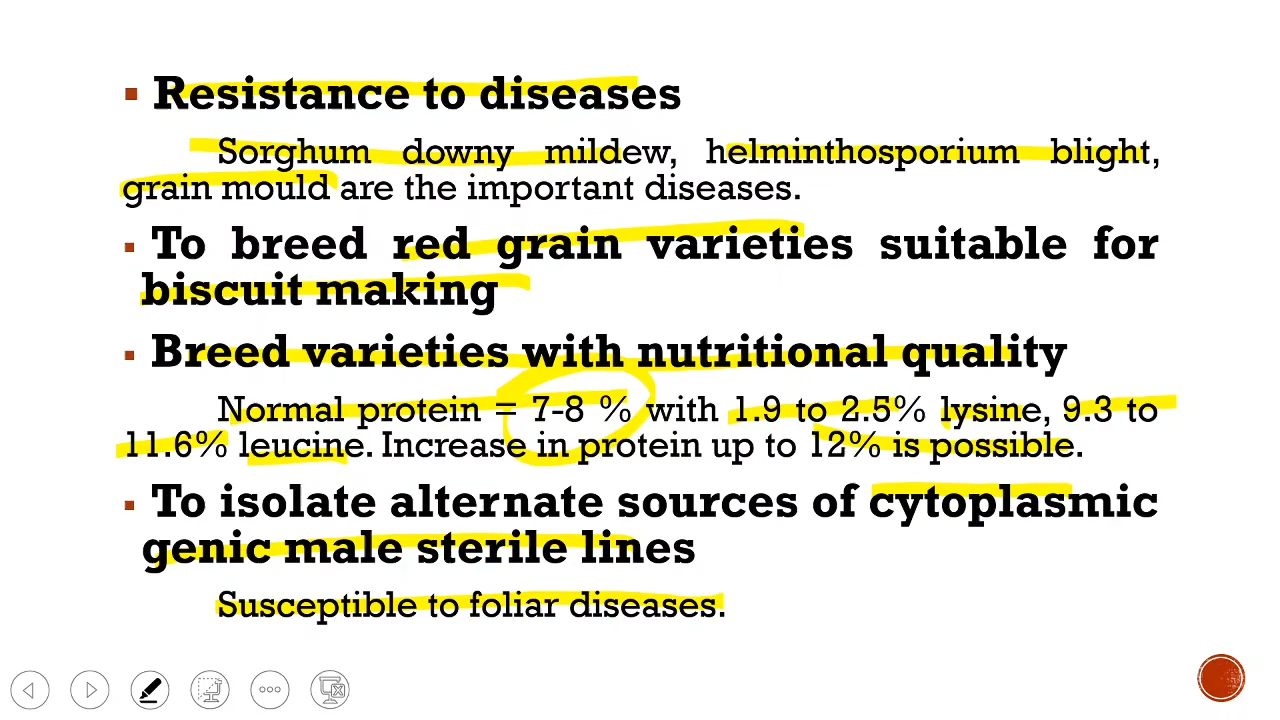 Resistance to diseases
Sorghum downy mildew, helminthosporium blight,
grain mould are the important diseases.
To breed red grain varieties suitable for
biscuit making
Breed varieties with nutritional quality
Normal protein = 7-8 % with 1.9 to 2.5% lysine, 9.3 to
11.6% leucine. Increase in protein up to 12% is possible.
To isolate alternate sources of cytoplasmic
genic male sterile lines
Susceptible to foliar diseases.